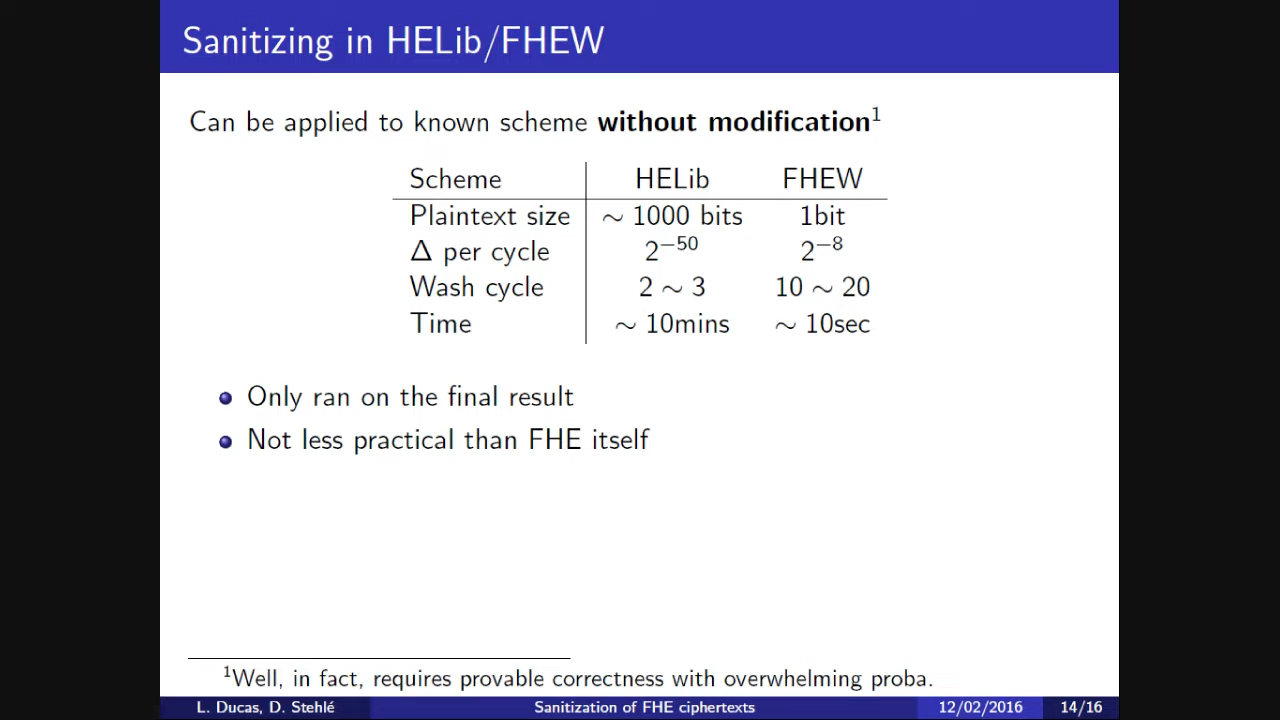 Sanitizing in HELib/FHEW
Can be applied to known scheme without modification¹
Scheme HELib FHEW
Plaintext size ∼ 1000 bits 1bit
Δ per cycle 2⁻⁵⁰ 2⁻⁸
Wash cycle 2 ∼ 3 10 ∼ 20
Time ∼ 10mins ∼ 10sec
Only ran on the final result
Not less practical than FHE itself
¹Well, in fact, requires provable correctness with overwhelming proba.
L. Ducas, D. Stehlé Sanitization of FHE ciphertexts 12/02/2016 14/16